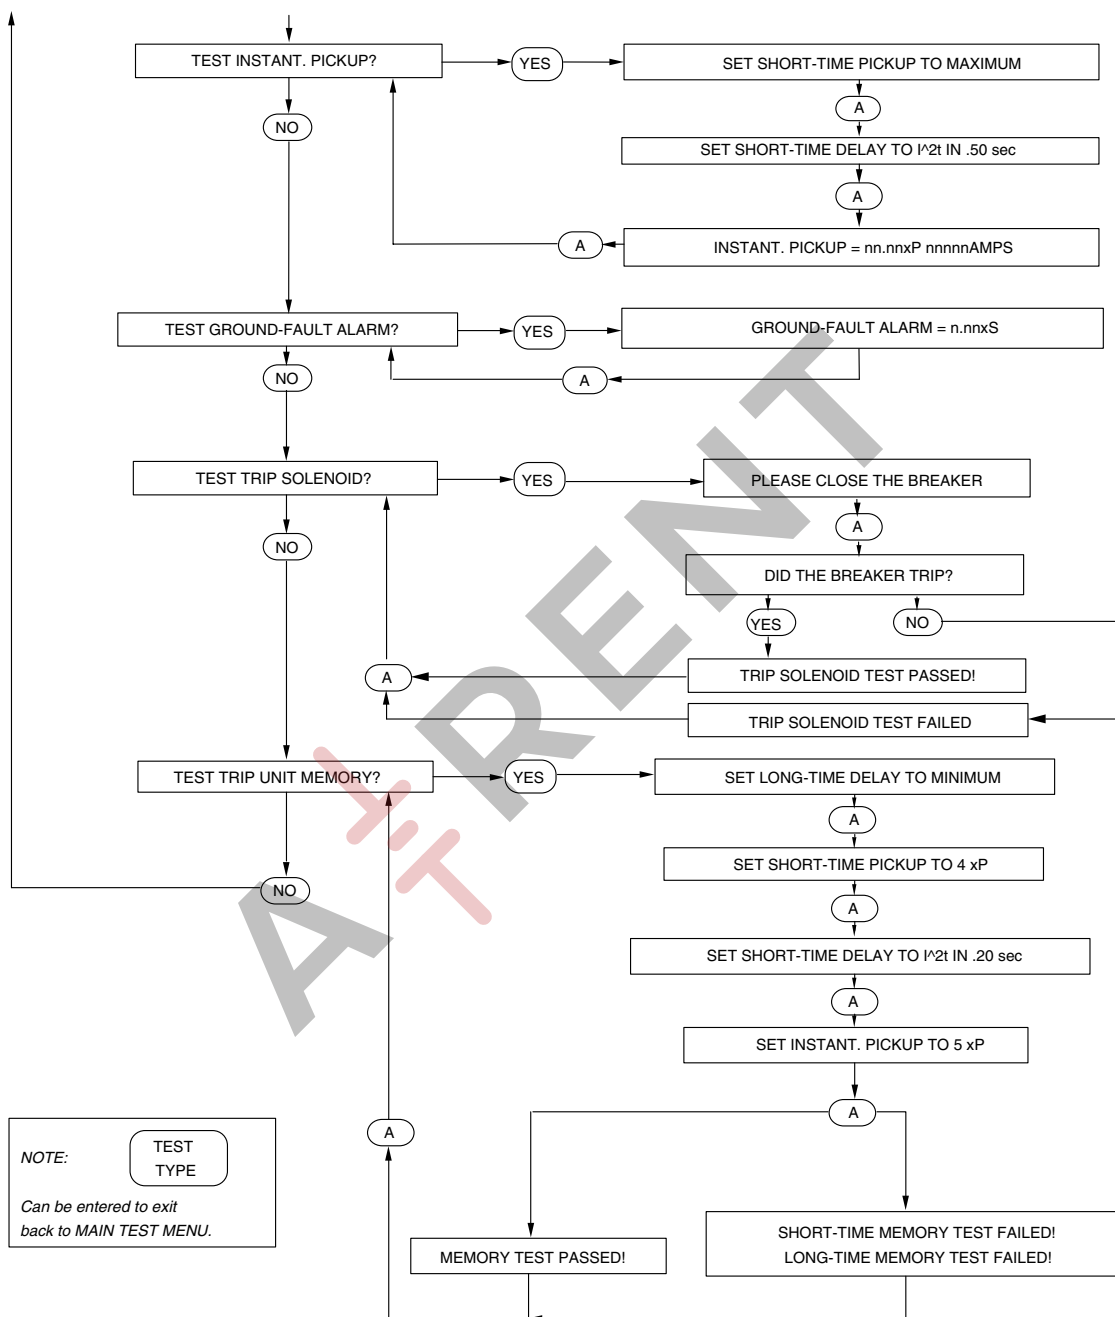 TEST INSTANT. PICKUP?
YES
SET SHORT-TIME PICKUP TO MAXIMUM
A
NO
SET SHORT-TIME DELAY TO I^2t IN .50 sec
A
A
INSTANT. PICKUP = nn.nnxP nnnnnAMPS
TEST GROUND-FAULT ALARM?
YES
GROUND-FAULT ALARM = n.nnxS
NO
A
TEST TRIP SOLENOID?
YES
PLEASE CLOSE THE BREAKER
A
NO
DID THE BREAKER TRIP?
YES
NO
A
TRIP SOLENOID TEST PASSED!
TRIP SOLENOID TEST FAILED
TEST TRIP UNIT MEMORY?
YES
SET LONG-TIME DELAY TO MINIMUM
A
SET SHORT-TIME PICKUP TO 4 xP
NO
A
SET SHORT-TIME DELAY TO I^2t IN .20 sec
A
SET INSTANT. PICKUP TO 5 xP
A
A
NOTE:
TEST
TYPE
Can be entered to exit
back to MAIN TEST MENU.
MEMORY TEST PASSED!
SHORT-TIME MEMORY TEST FAILED!
LONG-TIME MEMORY TEST FAILED!
A RENT